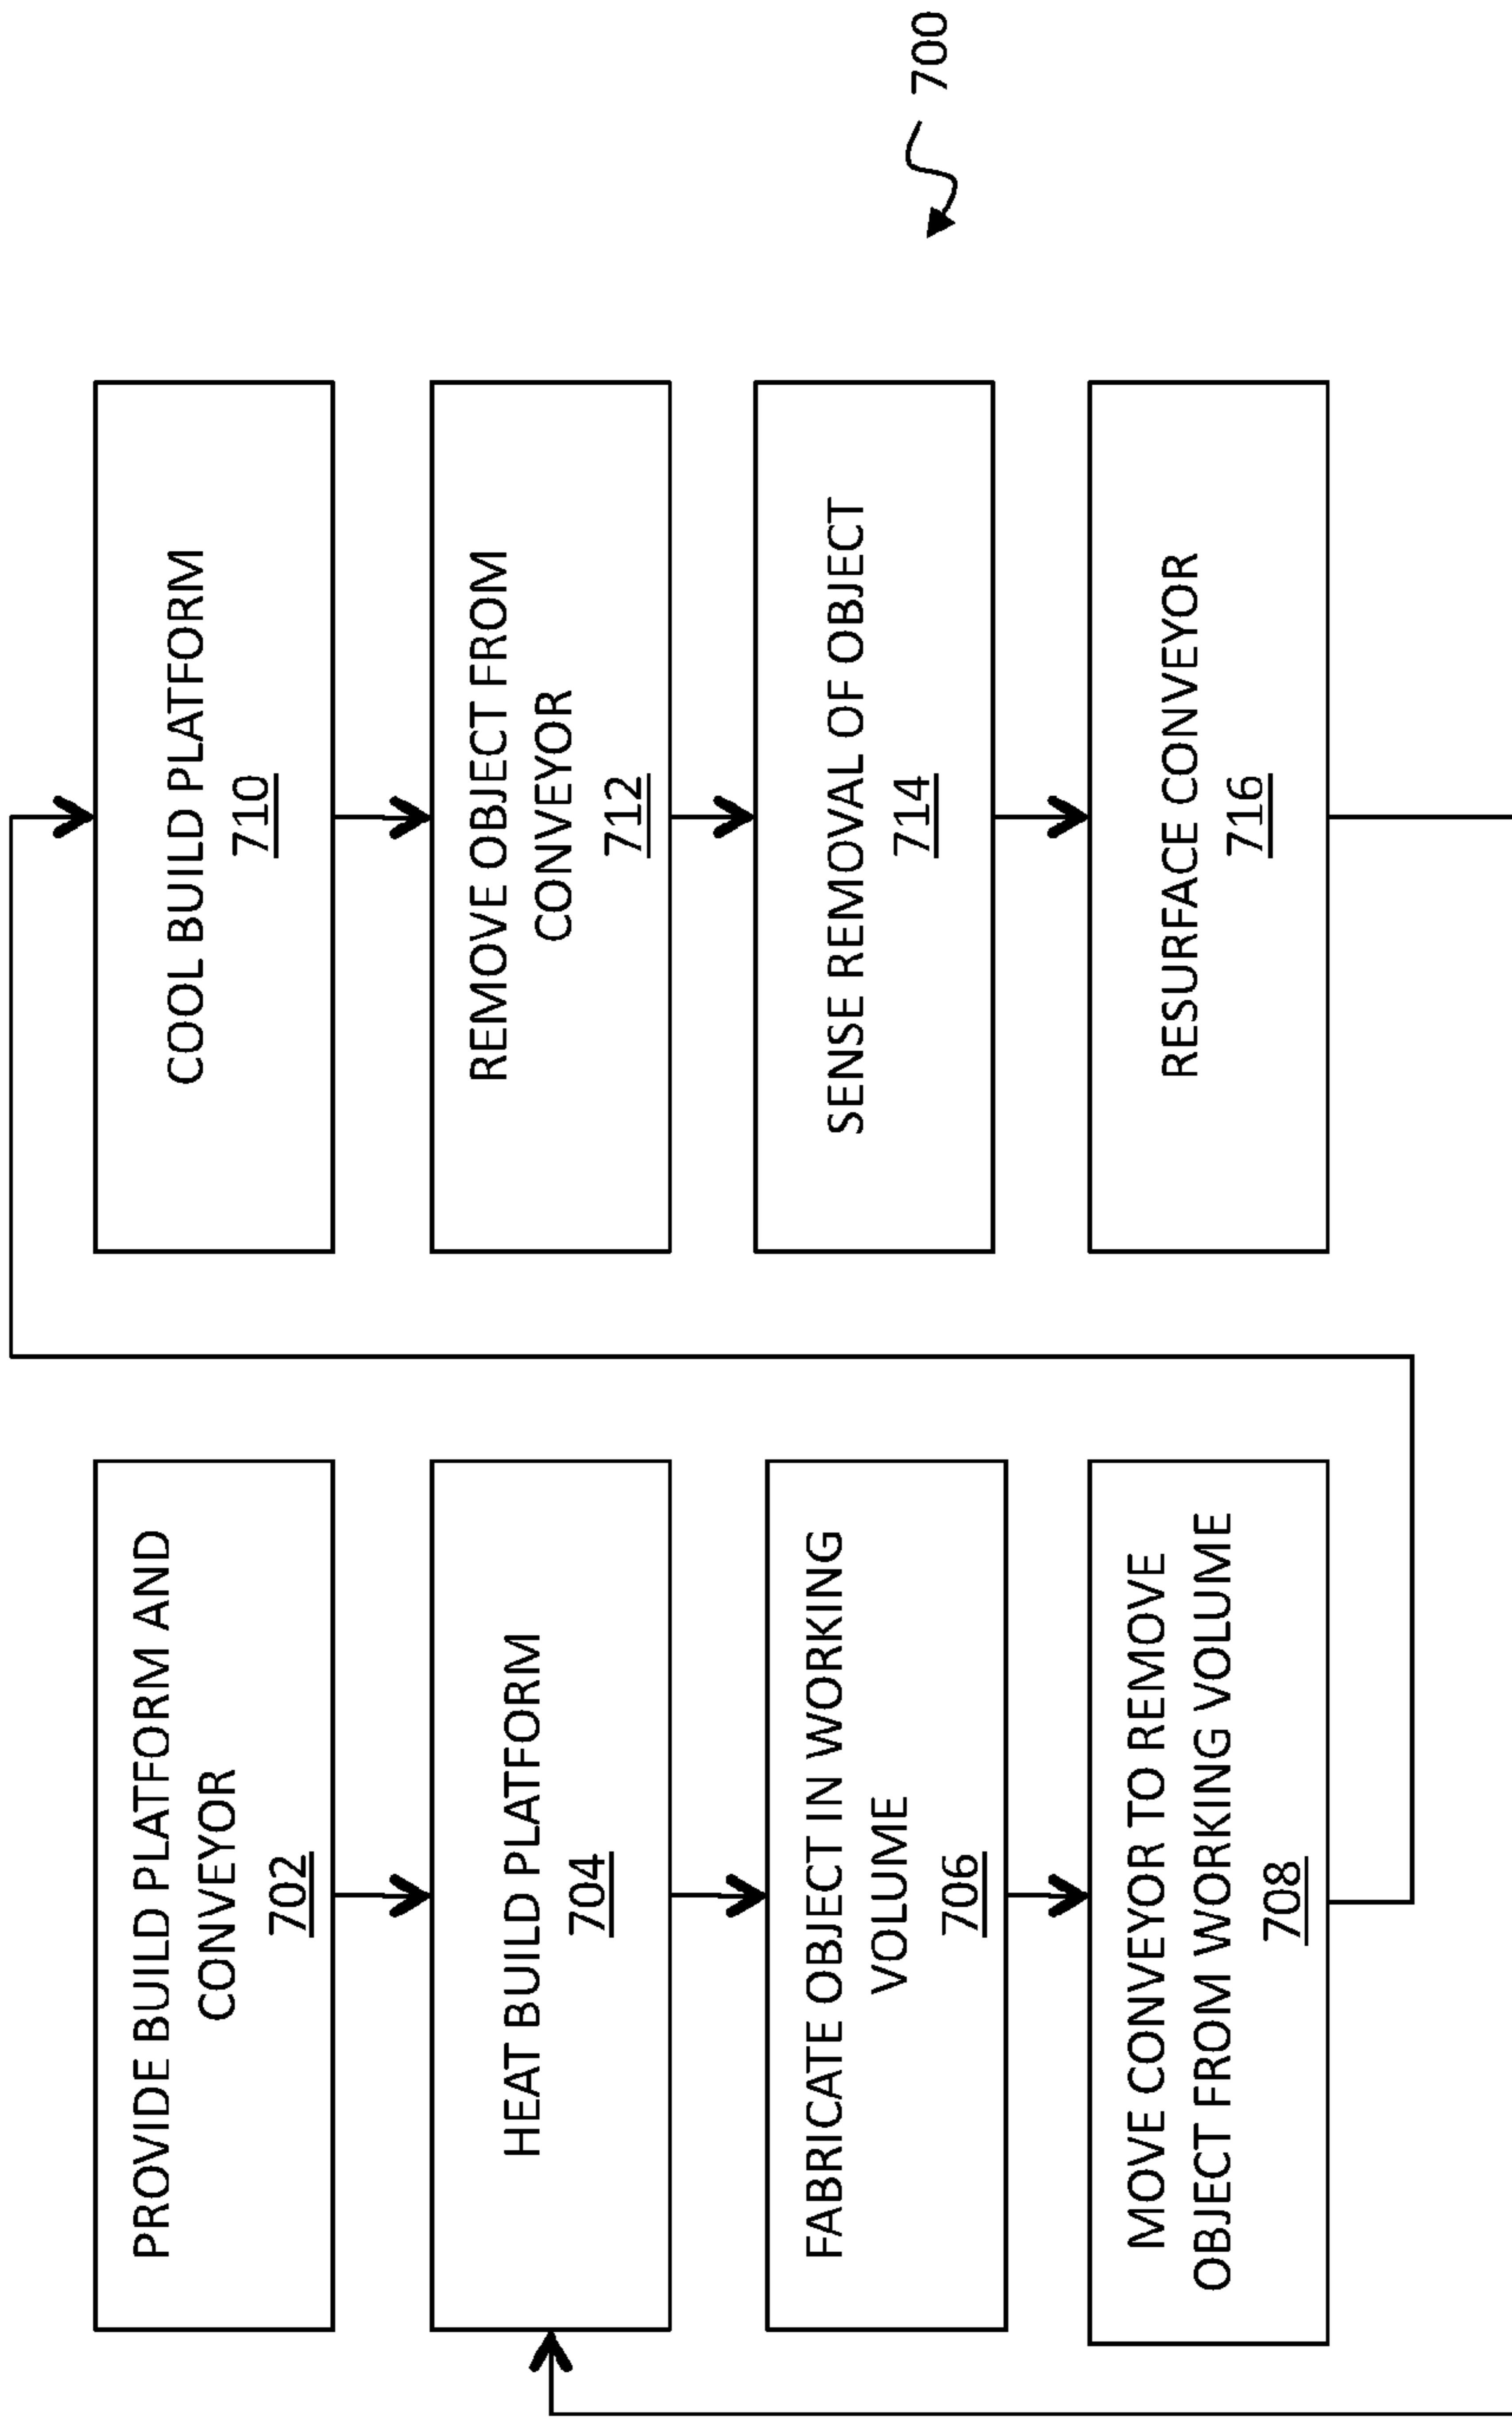 PROVIDE BUILD PLATFORM AND
CONVEYOR
702
HEAT BUILD PLATFORM
704
FABRICATE OBJECT IN WORKING
VOLUME
706
MOVE CONVEYOR TO REMOVE
OBJECT FROM WORKING VOLUME
708
COOL BUILD PLATFORM
710
REMOVE OBJECT FROM
CONVEYOR
712
SENSE REMOVAL OF OBJECT
714
RESURFACE CONVEYOR
716
700